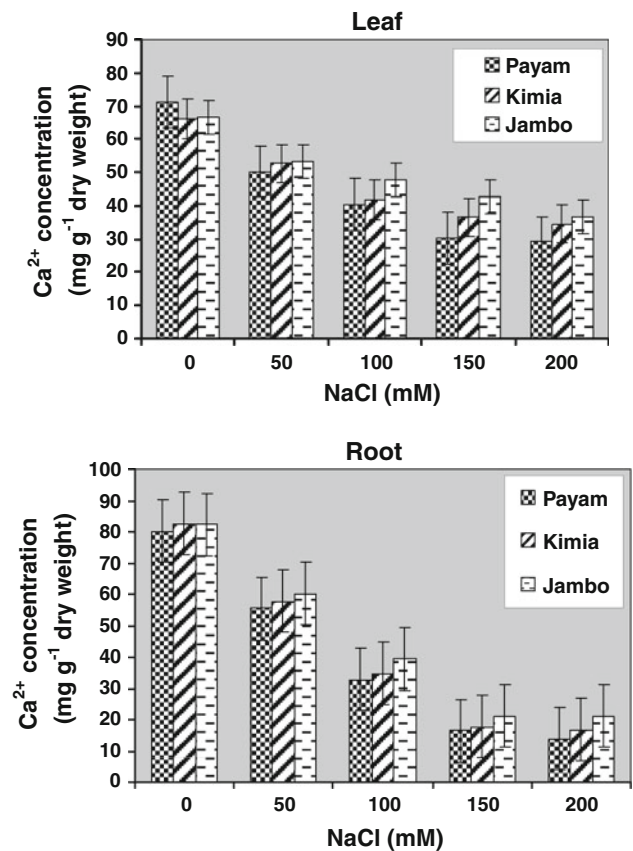 Leaf
90
80
70
60
50
40
30
20
10
0
Ca²⁺ concentration
(mg g⁻¹ dry weight)
Payam
Kimia
Jambo
0 50 100 150 200
NaCl (mM)
Root
100
90
80
70
60
50
40
30
20
10
0
Ca²⁺ concentration
(mg g⁻¹ dry weight)
Payam
Kimia
Jambo
0 50 100 150 200
NaCl (mM)